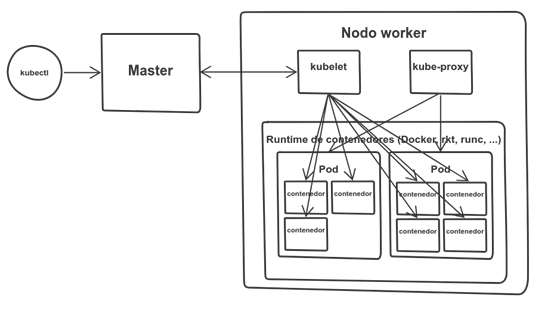 Nodo worker
kubectl
Master
kubelet
kube-proxy
Runtime de contenedores (Docker, rkt, runc, ...)
Pod
Pod
contenedor
contenedor
contenedor
contenedor
contenedor
contenedor
contenedor